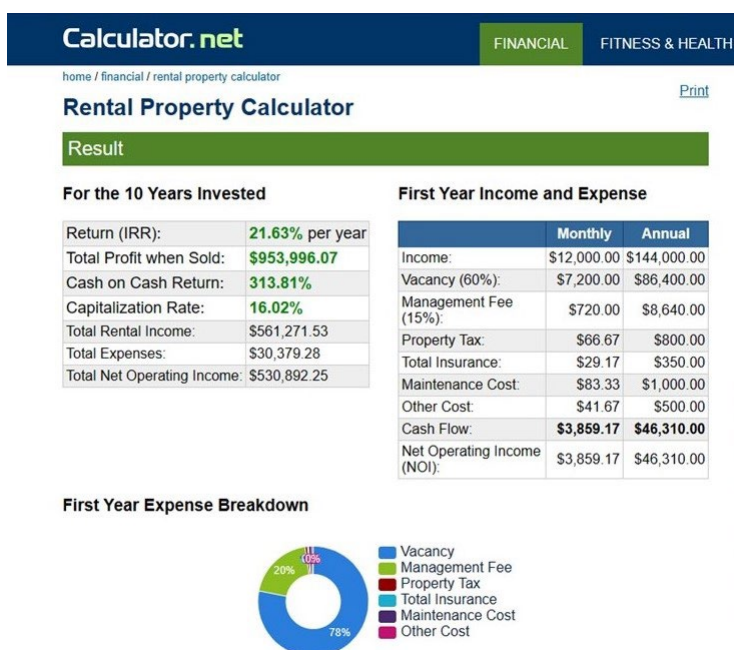 Calculator.net
FINANCIAL FITNESS & HEALTH
home / financial / rental property calculator
Print
Rental Property Calculator
Result
For the 10 Years Invested
Return (IRR): 21.63% per year
Total Profit when Sold: $953,996.07
Cash on Cash Return: 313.81%
Capitalization Rate: 16.02%
Total Rental Income: $561,271.53
Total Expenses: $30,379.28
Total Net Operating Income: $530,892.25
First Year Income and Expense
Monthly Annual
Income: $12,000.00 $144,000.00
Vacancy (60%): $7,200.00 $86,400.00
Management Fee
(15%): $720.00 $8,640.00
Property Tax: $66.67 $800.00
Total Insurance: $29.17 $350.00
Maintenance Cost: $83.33 $1,000.00
Other Cost: $41.67 $500.00
Cash Flow: $3,859.17 $46,310.00
Net Operating Income
(NOI): $3,859.17 $46,310.00
First Year Expense Breakdown
20%
0%
78%
Vacancy
Management Fee
Property Tax
Total Insurance
Maintenance Cost
Other Cost